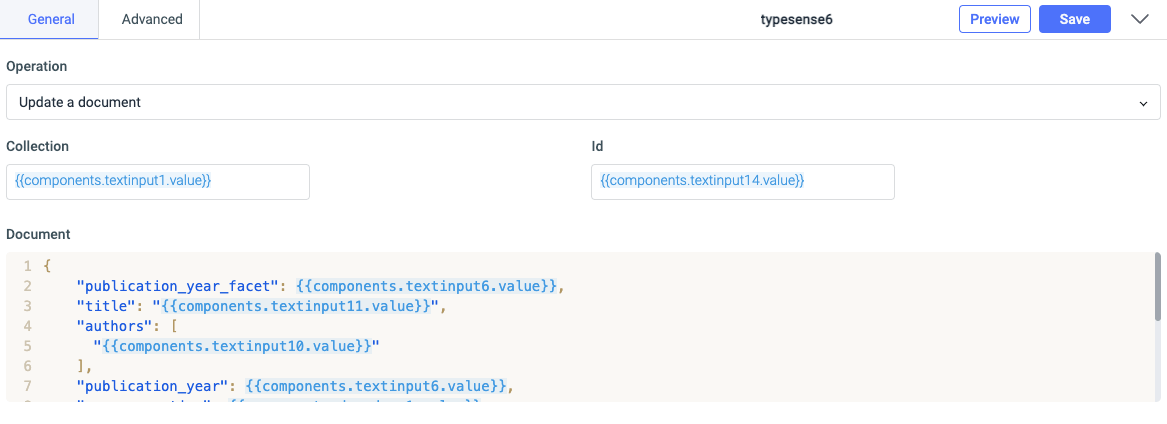 General Advanced typesense6 Preview Save
Operation
Update a document
Collection Id
{{components.textinput1.value}} {{components.textinput14.value}}
Document
1 {
2 "publication_year_facet": {{components.textinput6.value}},
3 "title": "{{components.textinput11.value}}",
4 "authors": [
5 "{{components.textinput10.value}}"
6 ],
7 "publication_year": {{components.textinput6.value}},